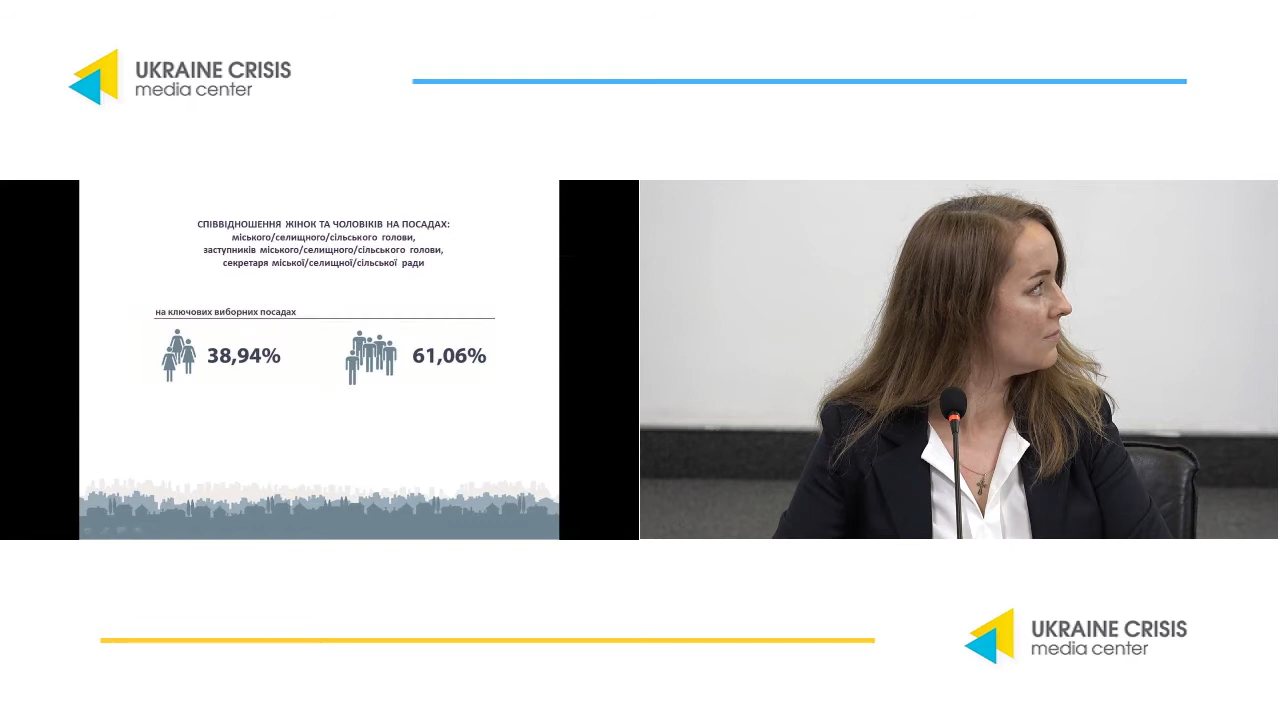 UKRAINE CRISIS
media center
СПІВВІДНОШЕННЯ ЖІНОК ТА ЧОЛОВІКІВ НА ПОСАДАХ:
міського/селищного/сільського голови,
заступників міського/селищного/сільського голови,
секретаря міської/селищної/сільської ради
на ключових виборних посадах
38,94%
61,06%
UKRAINE CRISIS
media center